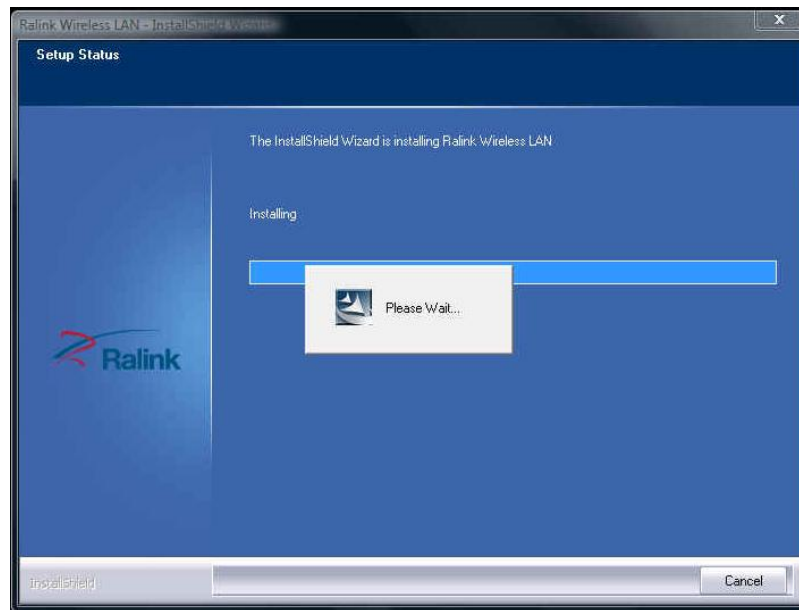 Ralink Wireless LAN - InstallShield Wizard
X
Setup Status
The InstallShield Wizard is installing Ralink Wireless LAN
Installing
Please Wait...
Ralink
InstallShield
Cancel